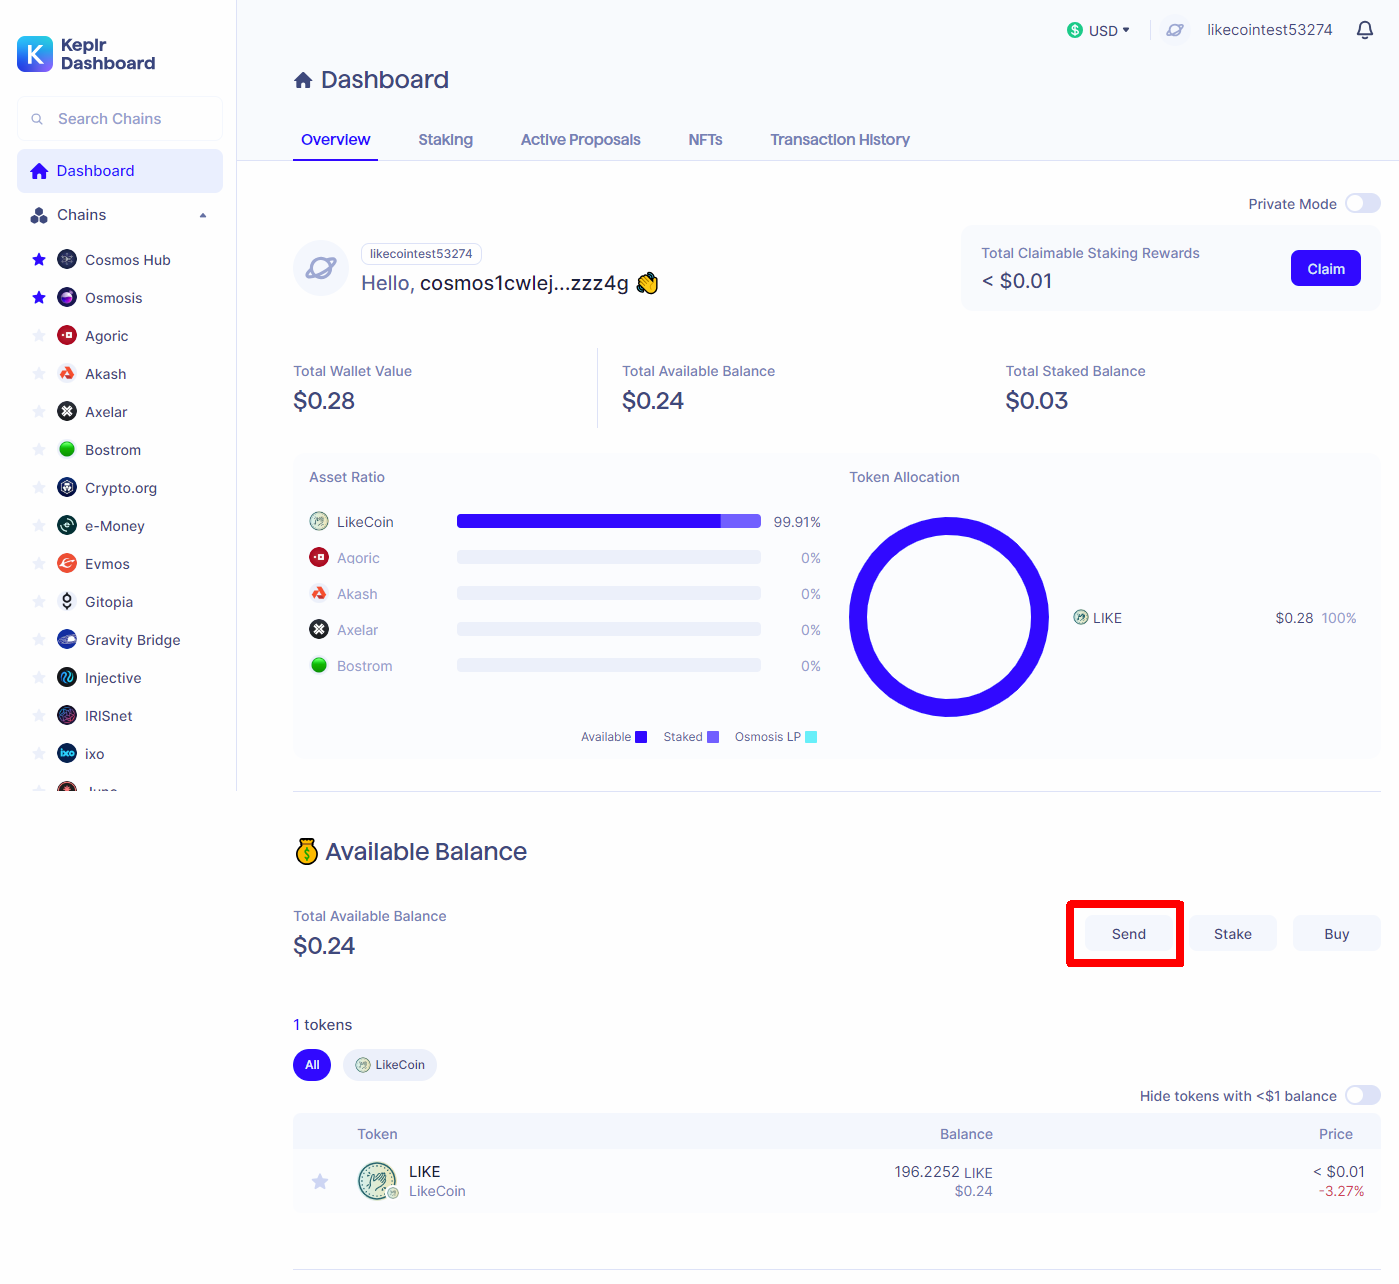 Keplr
Dashboard
Search Chains
Dashboard
Chains
Cosmos Hub
Osmosis
Agoric
Akash
Axelar
Bostrom
Crypto.org
e-Money
Evmos
Gitopia
Gravity Bridge
Injective
IRISnet
ixo
USD
likecointest53274
Dashboard
Overview
Staking
Active Proposals
NFTs
Transaction History
Private Mode
likecointest53274
Hello, cosmos1cwlej...zzz4g
Total Claimable Staking Rewards
< $0.01
Claim
Total Wallet Value
$0.28
Total Available Balance
$0.24
Total Staked Balance
$0.03
Asset Ratio
LikeCoin 99.91%
Agoric 0%
Akash 0%
Axelar 0%
Bostrom 0%
Available Staked Osmosis LP
Token Allocation
LIKE $0.28 100%
Available Balance
Total Available Balance
$0.24
Send
Stake
Buy
1 tokens
All
LikeCoin
Hide tokens with <$1 balance
Token Balance Price
LIKE 196.2252 LIKE < $0.01
LikeCoin $0.24 -3.27%